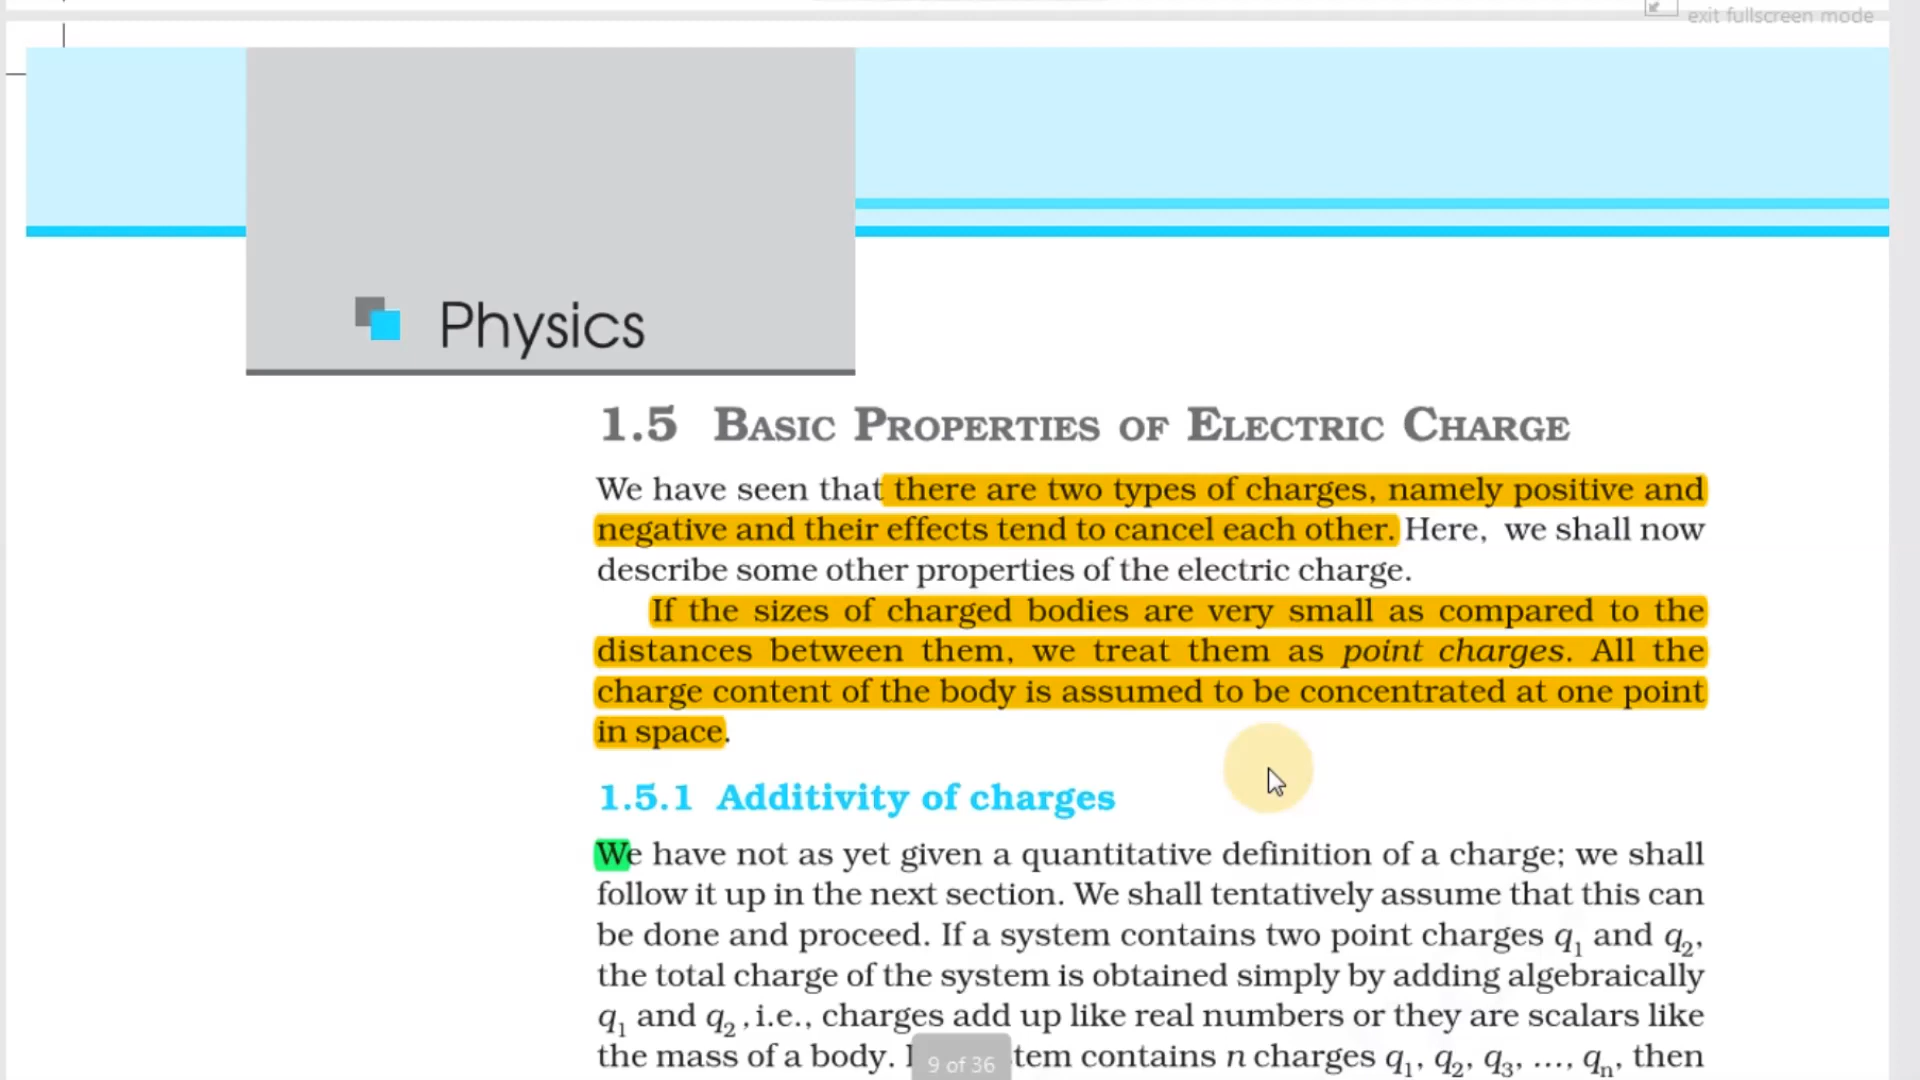 exit fullscreen mode
Physics
1.5 BASIC PROPERTIES OF ELECTRIC CHARGE
We have seen that there are two types of charges, namely positive and
negative and their effects tend to cancel each other. Here, we shall now
describe some other properties of the electric charge.
If the sizes of charged bodies are very small as compared to the
distances between them, we treat them as point charges. All the
charge content of the body is assumed to be concentrated at one point
in space.
1.5.1 Additivity of charges
We have not as yet given a quantitative definition of a charge; we shall
follow it up in the next section. We shall tentatively assume that this can
be done and proceed. If a system contains two point charges q₁ and q₂,
the total charge of the system is obtained simply by adding algebraically
q₁ and q₂ , i.e., charges add up like real numbers or they are scalars like
the mass of a body. tem contains n charges q₁, q₂, q₃, ..., qₙ, then
9 of 36